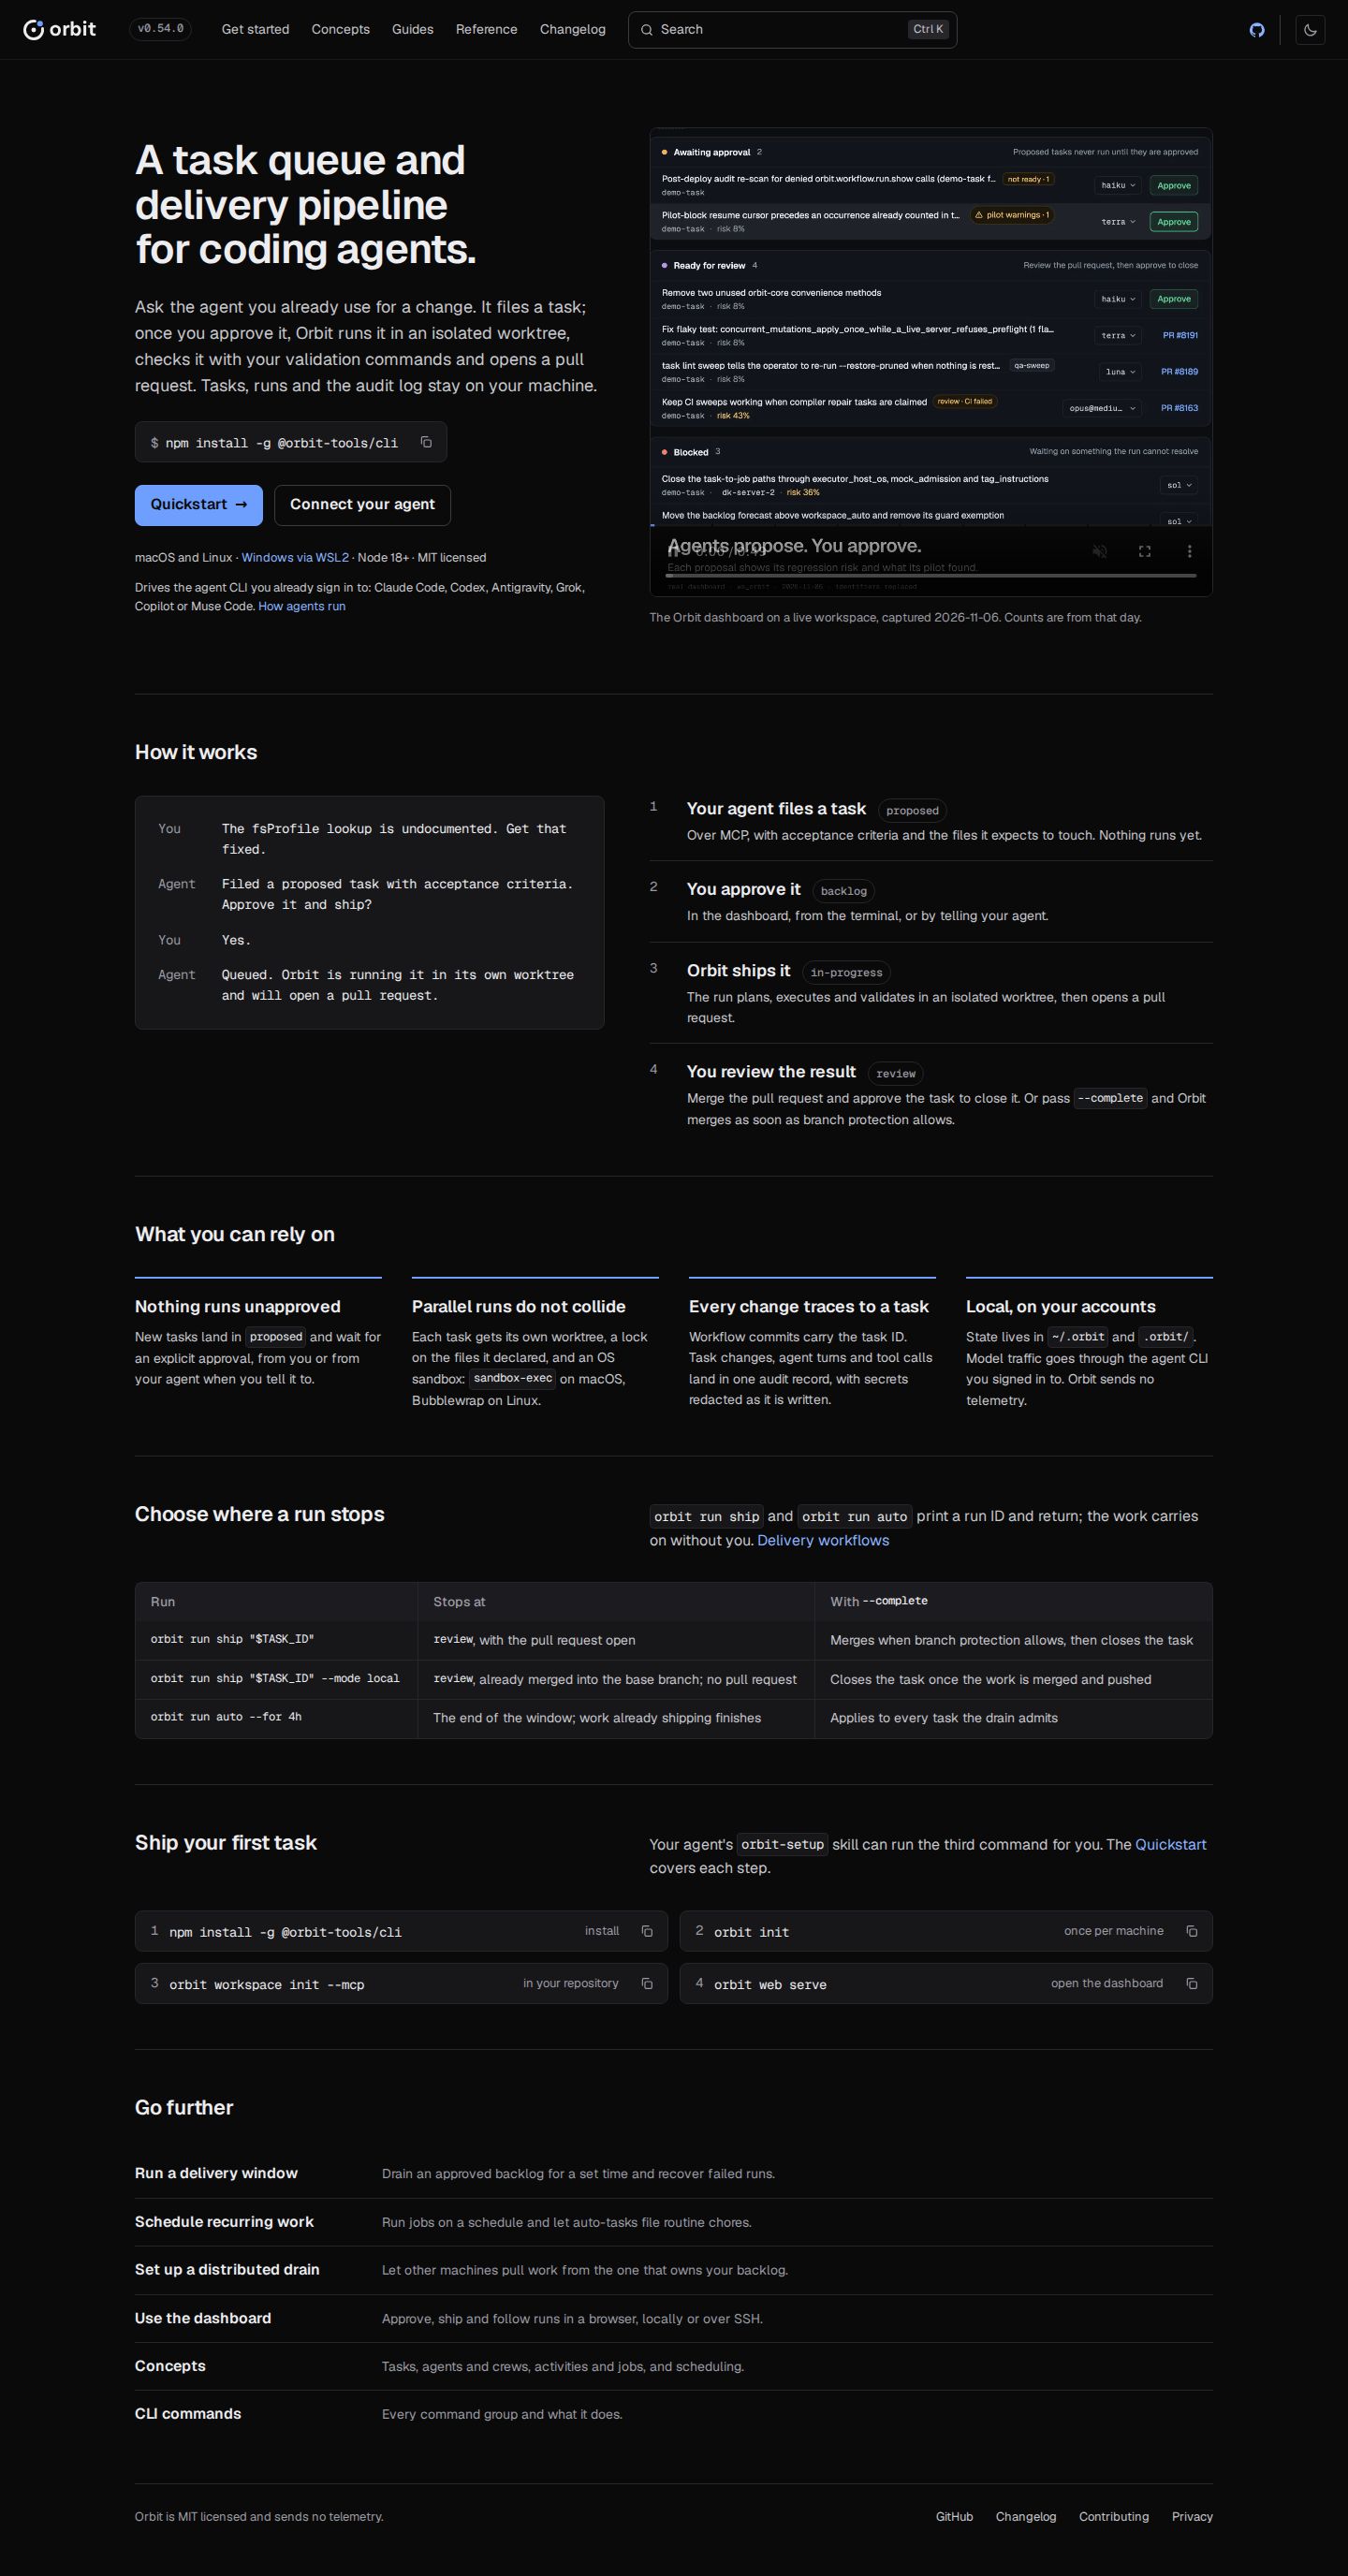 orbit
v0.54.0
Get started
Concepts
Guides
Reference
Changelog
Search
Ctrl K
A task queue and
delivery pipeline
for coding agents.
Ask the agent you already use for a change. It files a task;
once you approve it, Orbit runs it in an isolated worktree,
checks it with your validation commands and opens a pull
request. Tasks, runs and the audit log stay on your machine.
$ npm install -g @orbit-tools/cli
Quickstart →
Connect your agent
macOS and Linux · Windows via WSL2 · Node 18+ · MIT licensed
Drives the agent CLI you already sign in to: Claude Code, Codex, Antigravity, Grok,
Copilot or Muse Code. How agents run
Awaiting approval 2
Proposed tasks never run until they are approved
Post-deploy audit re-scan for denied orbit.workflow.run.show calls (demo-task f... not ready · 1
demo-task
haiku
Approve
Pilot-block resume cursor precedes an occurrence already counted in t... pilot warnings · 1
demo-task · risk 8%
terra
Approve
Ready for review 4
Review the pull request, then approve to close
Remove two unused orbit-core convenience methods
demo-task · risk 8%
haiku
Approve
Fix flaky test: concurrent_mutations_apply_once_while_a_live_server_refuses_preflight (1 fla...
demo-task · risk 8%
terra
PR #8191
task lint sweep tells the operator to re-run --restore-pruned when nothing is rest... qa-sweep
demo-task · risk 8%
luna
PR #8189
Keep CI sweeps working when compiler repair tasks are claimed review · CI failed
demo-task · risk 43%
opus@mediu...
PR #8163
Blocked 3
Waiting on something the run cannot resolve
Close the task-to-job paths through executor_host_os, mock_admission and tag_instructions
demo-task · dk-server-2 · risk 36%
sol
Move the backlog forecast above workspace_auto and remove its guard exemption
sol
Agents propose. You approve.
Each proposal shows its regression risk and what its pilot found.
The Orbit dashboard on a live workspace, captured 2026-11-06. Counts are from that day.
How it works
You The fsProfile lookup is undocumented. Get that
fixed.
Agent Filed a proposed task with acceptance criteria.
Approve it and ship?
You Yes.
Agent Queued. Orbit is running it in its own worktree
and will open a pull request.
1 Your agent files a task proposed
Over MCP, with acceptance criteria and the files it expects to touch. Nothing runs yet.
2 You approve it backlog
In the dashboard, from the terminal, or by telling your agent.
3 Orbit ships it in-progress
The run plans, executes and validates in an isolated worktree, then opens a pull
request.
4 You review the result review
Merge the pull request and approve the task to close it. Or pass --complete and Orbit
merges as soon as branch protection allows.
What you can rely on
Nothing runs unapproved
New tasks land in proposed and wait for
an explicit approval, from you or from
your agent when you tell it to.
Parallel runs do not collide
Each task gets its own worktree, a lock
on the files it declared, and an OS
sandbox: sandbox-exec on macOS,
Bubblewrap on Linux.
Every change traces to a task
Workflow commits carry the task ID.
Task changes, agent turns and tool calls
land in one audit record, with secrets
redacted as it is written.
Local, on your accounts
State lives in ~/.orbit and .orbit/.
Model traffic goes through the agent CLI
you signed in to. Orbit sends no
telemetry.
Choose where a run stops
orbit run ship and orbit run auto print a run ID and return; the work carries
on without you. Delivery workflows
Run
Stops at
With --complete
orbit run ship "$TASK_ID"
review, with the pull request open
Merges when branch protection allows, then closes the task
orbit run ship "$TASK_ID" --mode local
review, already merged into the base branch; no pull request
Closes the task once the work is merged and pushed
orbit run auto --for 4h
The end of the window; work already shipping finishes
Applies to every task the drain admits
Ship your first task
Your agent's orbit-setup skill can run the third command for you. The Quickstart
covers each step.
1 npm install -g @orbit-tools/cli install
2 orbit init once per machine
3 orbit workspace init --mcp in your repository
4 orbit web serve open the dashboard
Go further
Run a delivery window Drain an approved backlog for a set time and recover failed runs.
Schedule recurring work Run jobs on a schedule and let auto-tasks file routine chores.
Set up a distributed drain Let other machines pull work from the one that owns your backlog.
Use the dashboard Approve, ship and follow runs in a browser, locally or over SSH.
Concepts Tasks, agents and crews, activities and jobs, and scheduling.
CLI commands Every command group and what it does.
Orbit is MIT licensed and sends no telemetry.
GitHub
Changelog
Contributing
Privacy